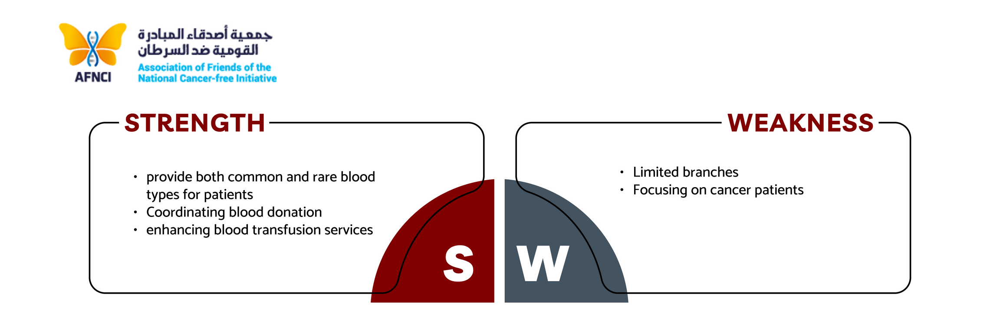 جمعية أصدقاء المبادرة
القومية ضد السرطان
Association of Friends of the
National Cancer-free Initiative
AFNCI
STRENGTH
• provide both common and rare blood
types for patients
• Coordinating blood donation
• enhancing blood transfusion services
S
WEAKNESS
• Limited branches
• Focusing on cancer patients
W